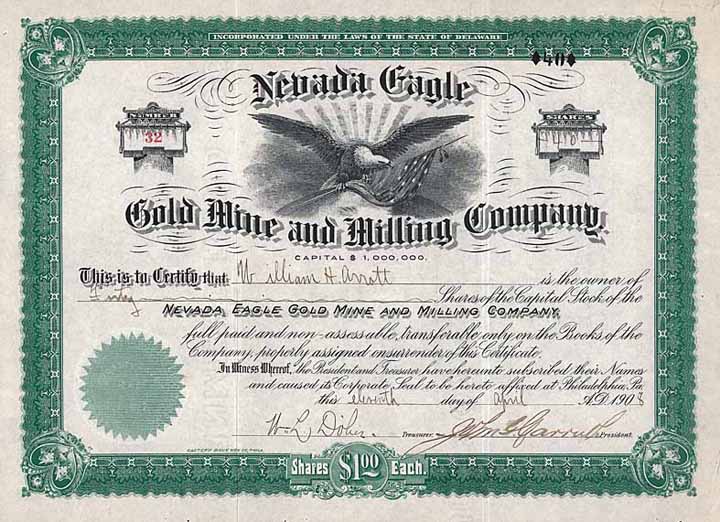 INCORPORATED UNDER THE LAWS OF THE STATE OF DELAWARE
♦40♦
Nevada Eagle
NUMBER
32
SHARES
Gold Mine and Milling Company.
CAPITAL $ 1,000,000.
This is to Certify that William H. Arrott is the owner of
Forty Shares of the Capital Stock of the
NEVADA EAGLE GOLD MINE AND MILLING COMPANY,
full paid and non-assessable, transferable only on the Books of the
Company, properly assigned on surrender of this Certificate.
In Witness Whereof, the President and Treasurer have hereunto subscribed their Names
and caused its Corporate Seal to be hereto affixed at Philadelphia, Pa.
this eleventh day of April A.D. 1908
Treasurer. President.
Shares $1.00 Each.